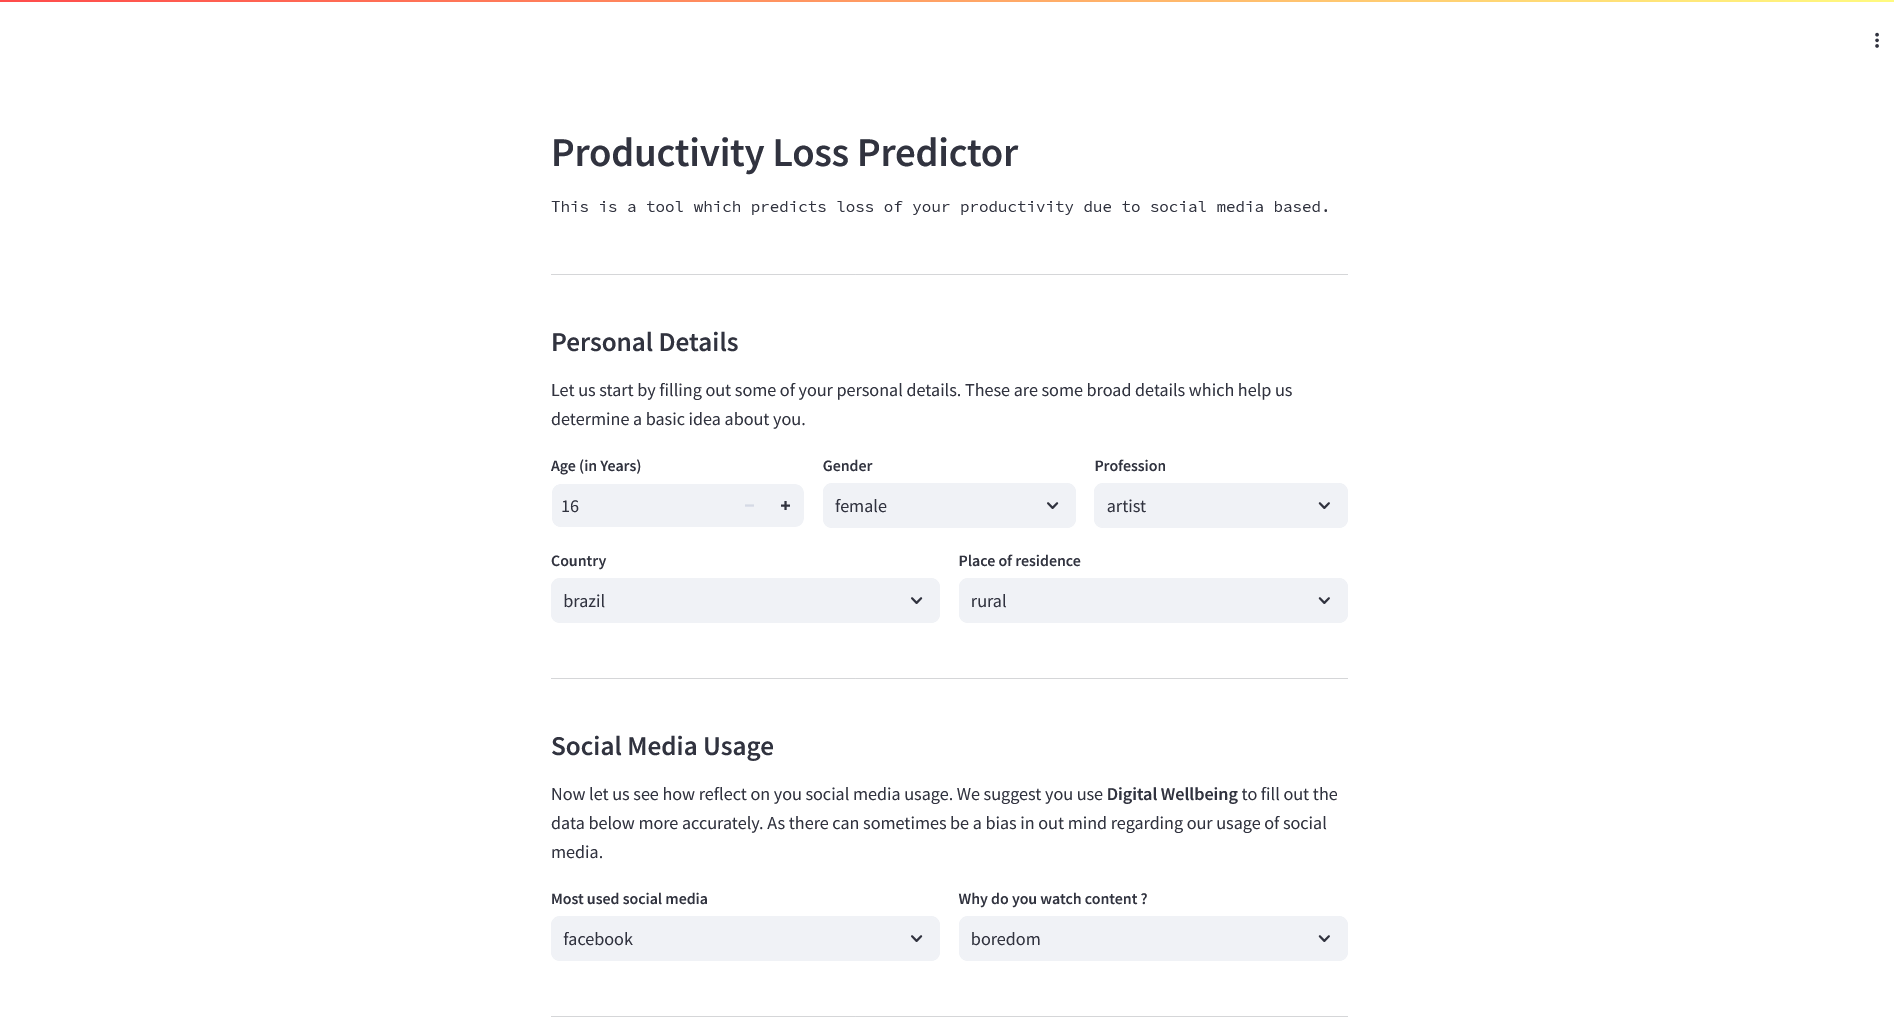 Productivity Loss Predictor
This is a tool which predicts loss of your productivity due to social media based.
Personal Details
Let us start by filling out some of your personal details. These are some broad details which help us
determine a basic idea about you.
Age (in Years)
Gender
Profession
16
female
artist
Country
Place of residence
brazil
rural
Social Media Usage
Now let us see how reflect on you social media usage. We suggest you use Digital Wellbeing to fill out the
data below more accurately. As there can sometimes be a bias in out mind regarding our usage of social
media.
Most used social media
Why do you watch content ?
facebook
boredom